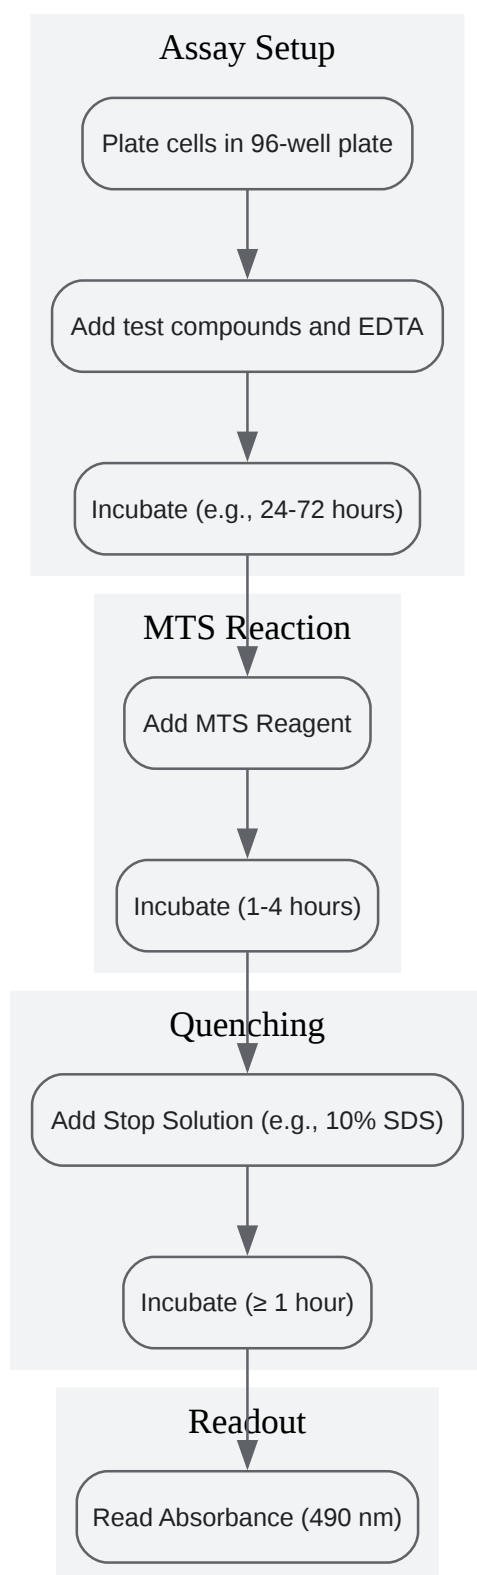 Assay Setup
Plate cells in 96-well plate
Add test compounds and EDTA
Incubate (e.g., 24-72 hours)
MTS Reaction
Add MTS Reagent
Incubate (1-4 hours)
Quenching
Add Stop Solution (e.g., 10% SDS)
Incubate (≥ 1 hour)
Readout
Read Absorbance (490 nm)